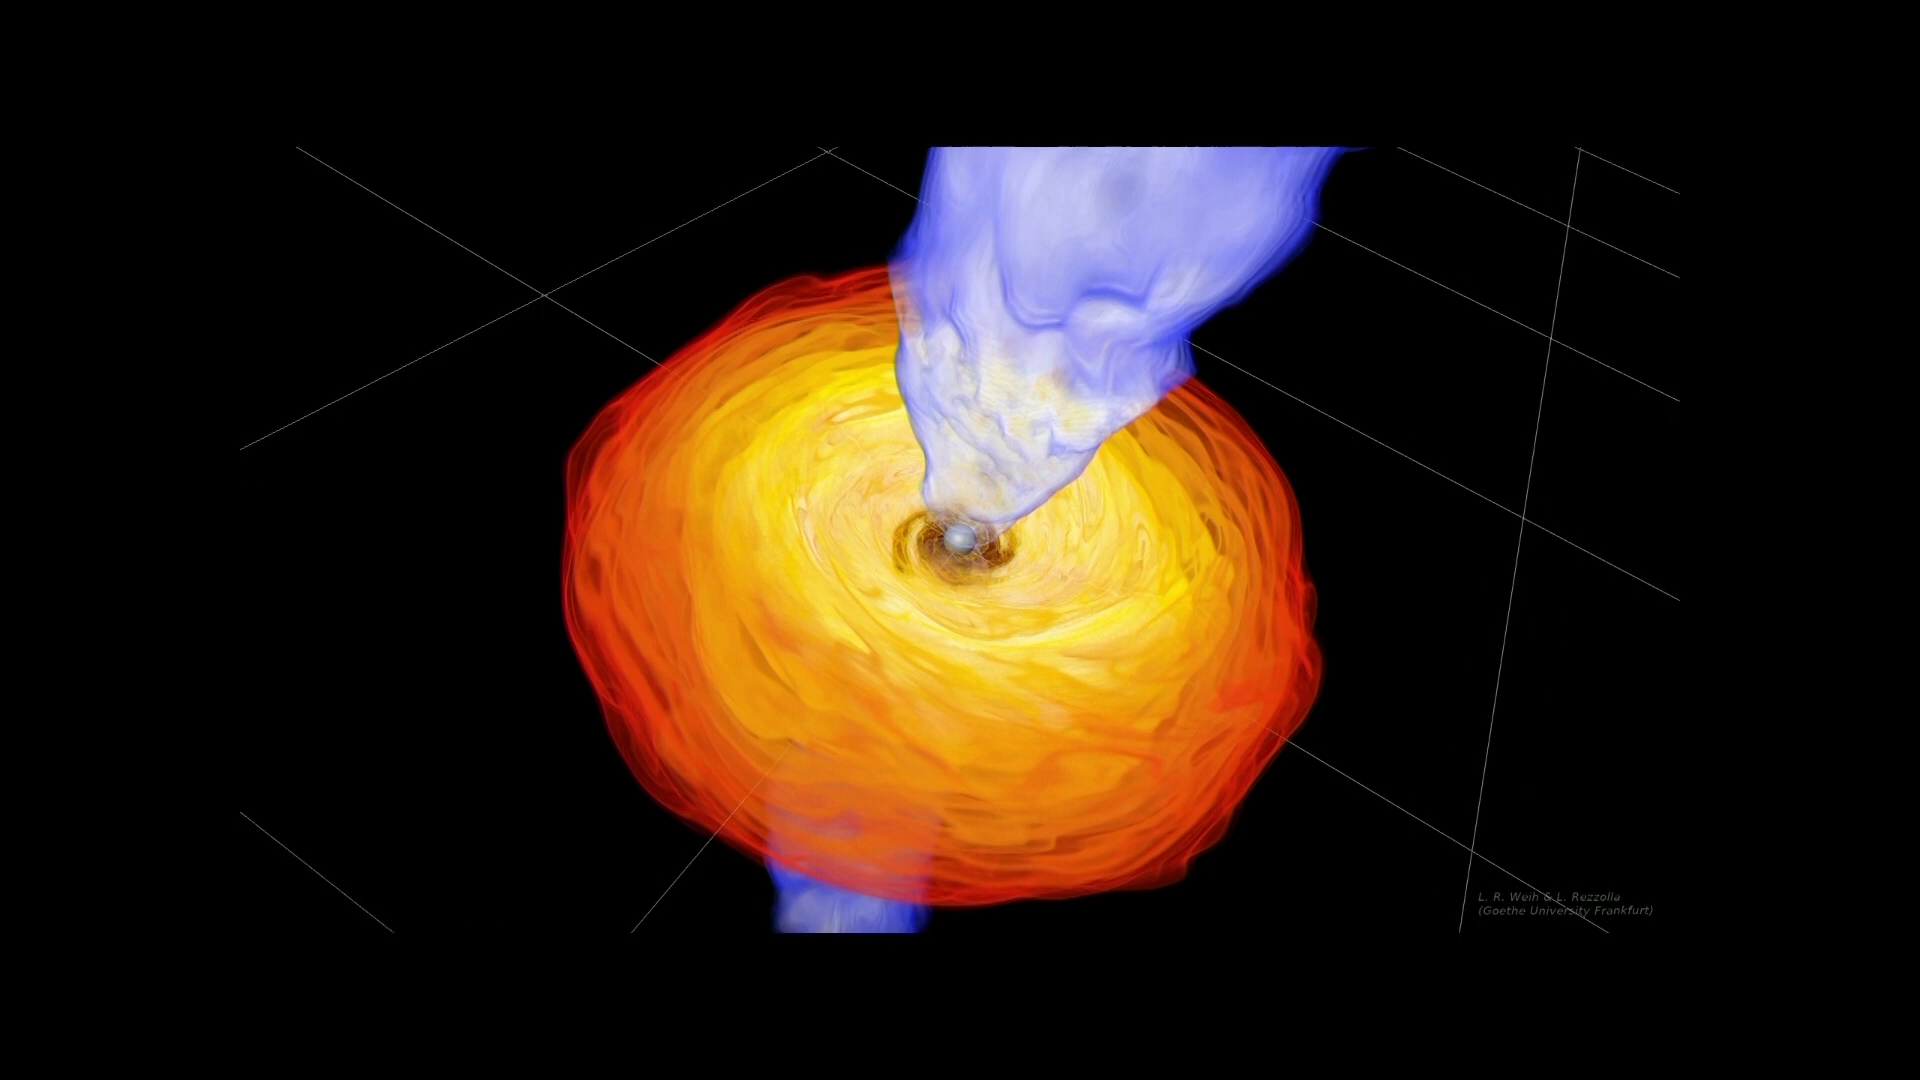 L. R. Weih & L. Rezzolla
(Goethe University Frankfurt)